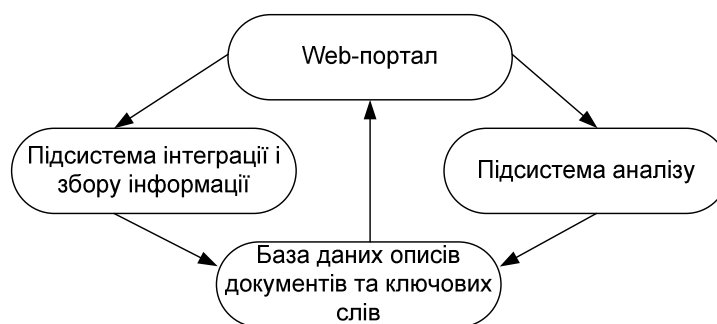 Web-портал
Підсистема інтеграції і
збору інформації
Підсистема аналізу
База даних описів
документів та ключових
слів